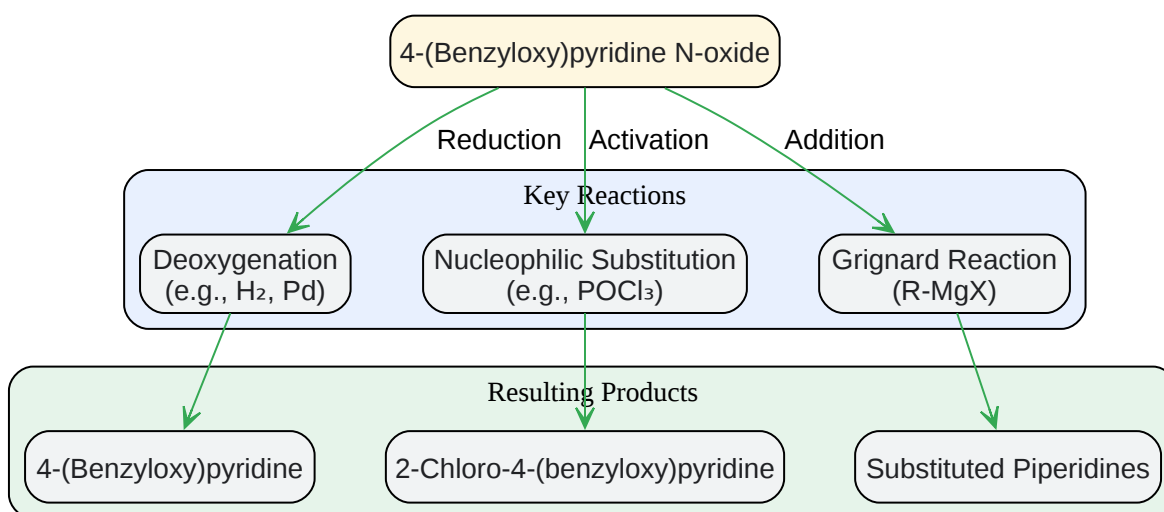 4-(Benzyloxy)pyridine N-oxide
Reduction
Activation
Addition
Key Reactions
Deoxygenation
(e.g., H₂, Pd)
Nucleophilic Substitution
(e.g., POCl₃)
Grignard Reaction
(R-MgX)
Resulting Products
4-(Benzyloxy)pyridine
2-Chloro-4-(benzyloxy)pyridine
Substituted Piperidines